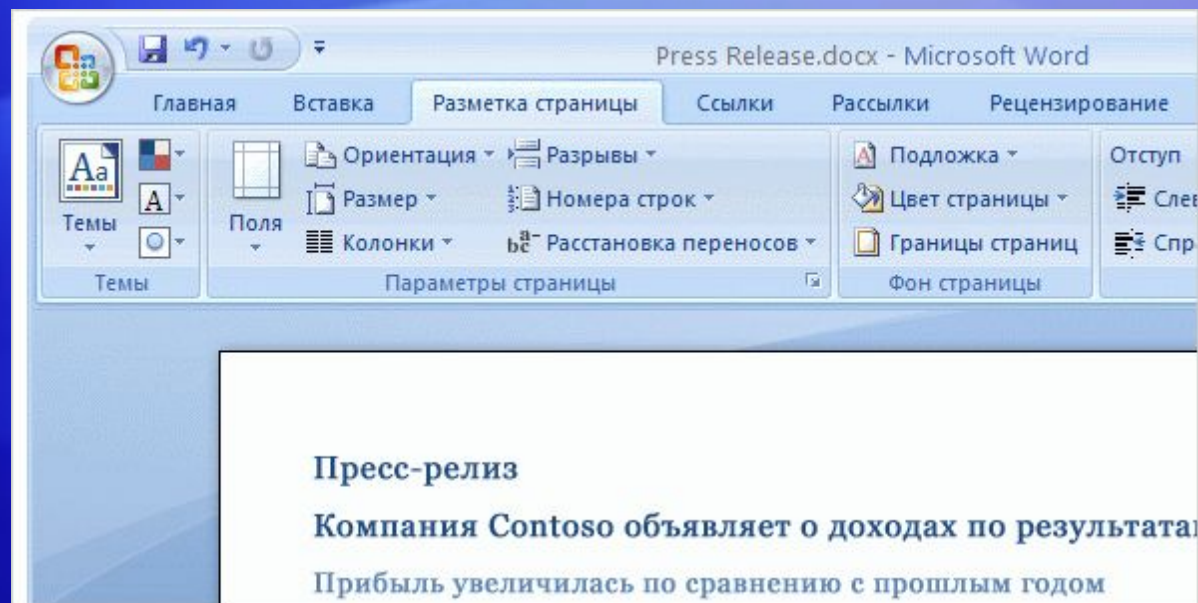 Press Release.docx - Microsoft Word
Главная Вставка Разметка страницы Ссылки Рассылки Рецензирование
Aa Ориентация Разрывы Подложка Отступ
A Размер Номера строк Цвет страницы
Темы Поля
Колонки Расстановка переносов Границы страниц
Темы Параметры страницы Фон страницы
Пресс-релиз
Компания Contoso объявляет о доходах по
Прибыль увеличилась по сравнению с прошлым годом